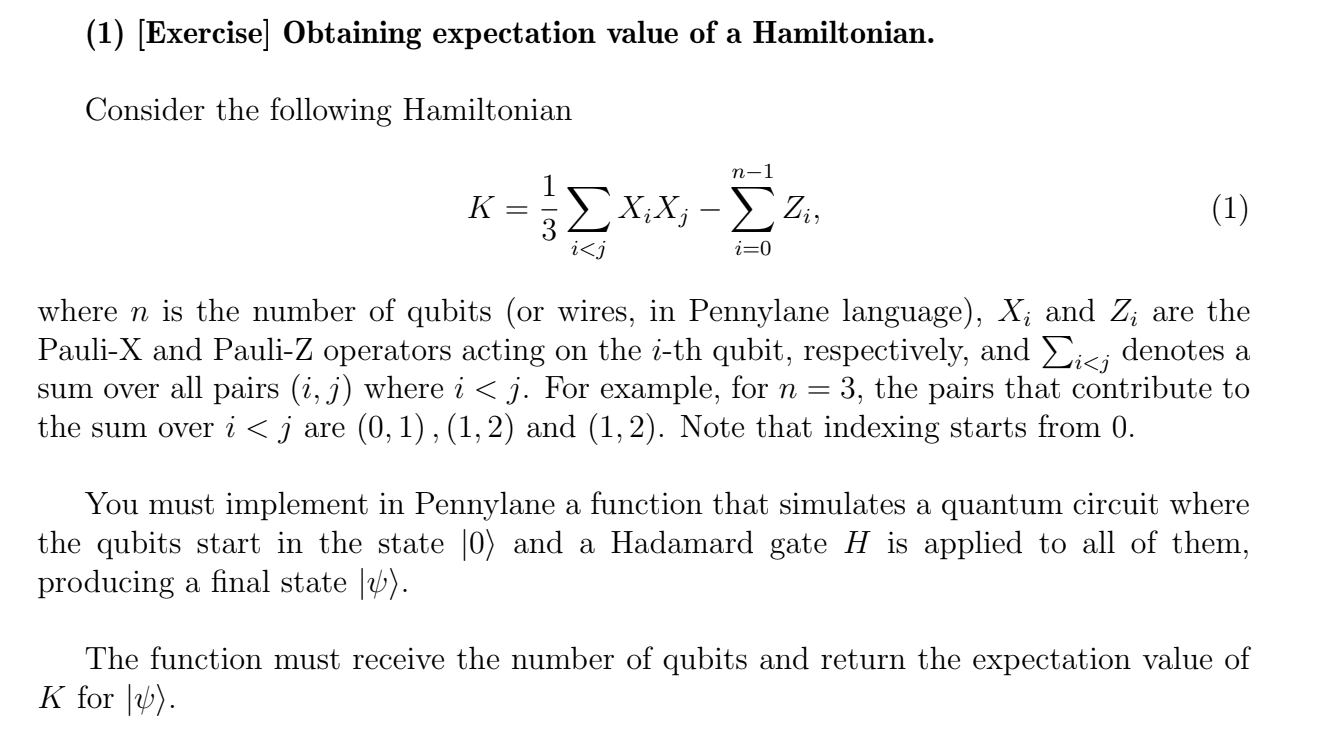 (1) [Exercise] Obtaining expectation value of a Hamiltonian.
Consider the following Hamiltonian
K = \frac{1}{3} \sum_{i<j} X_i X_j - \sum_{i=0}^{n-1} Z_i, (1)
where n is the number of qubits (or wires, in Pennylane language), X_i and Z_i are the
Pauli-X and Pauli-Z operators acting on the i-th qubit, respectively, and \sum_{i<j} denotes a
sum over all pairs (i, j) where i < j. For example, for n = 3, the pairs that contribute to
the sum over i < j are (0, 1) , (1, 2) and (1, 2). Note that indexing starts from 0.
You must implement in Pennylane a function that simulates a quantum circuit where
the qubits start in the state |0⟩ and a Hadamard gate H is applied to all of them,
producing a final state |ψ⟩.
The function must receive the number of qubits and return the expectation value of
K for |ψ⟩.